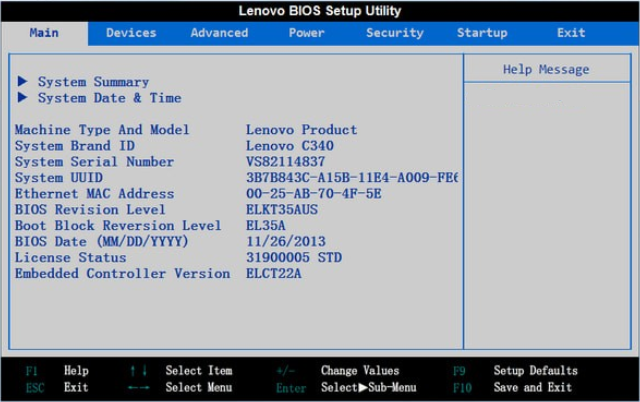 Lenovo BIOS Setup Utility
Main Devices Advanced Power Security Startup Exit
Help Message
▶ System Summary
▶ System Date & Time
Machine Type And Model Lenovo Product
System Brand ID Lenovo C340
System Serial Number VS82114837
System UUID 3B7B843C-A15B-11E4-A009-FE6
Ethernet MAC Address 00-25-AB-70-4F-5E
BIOS Revision Level ELKT35AUS
Boot Block Reversion Level EL35A
BIOS Date (MM/DD/YYYY) 11/26/2013
License Status 31900005 STD
Embedded Controller Version ELCT22A
F1 Help ↑↓ Select Item +/- Change Values F9 Setup Defaults
ESC Exit ←→ Select Menu Enter Select▶Sub-Menu F10 Save and Exit